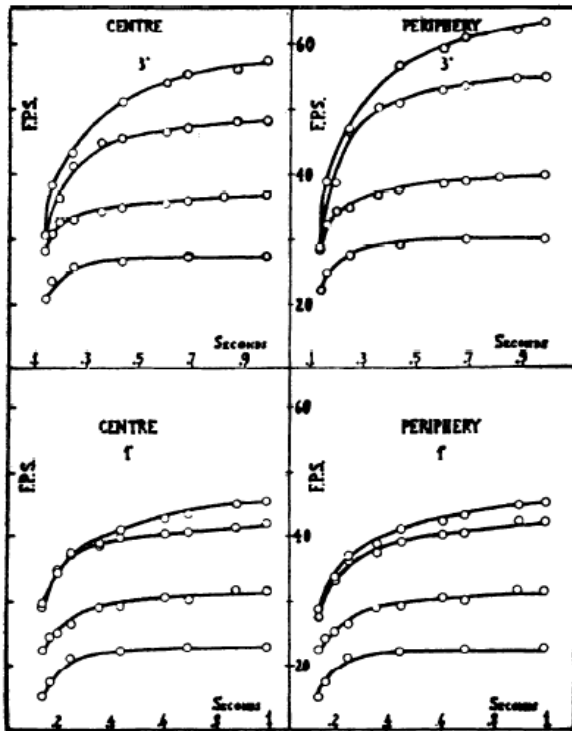 CENTRE
3°
F.P.S.
SECONDS
.1 .3 .5 .7 .9
PERIPHERY
3°
F.P.S.
60
40
20
SECONDS
.1 .3 .5 .7 .9
CENTRE
1°
F.P.S.
SECONDS
.2 .4 .6 .8 1
PERIPHERY
1°
F.P.S.
60
40
20
SECONDS
.2 .4 .6 .8 1